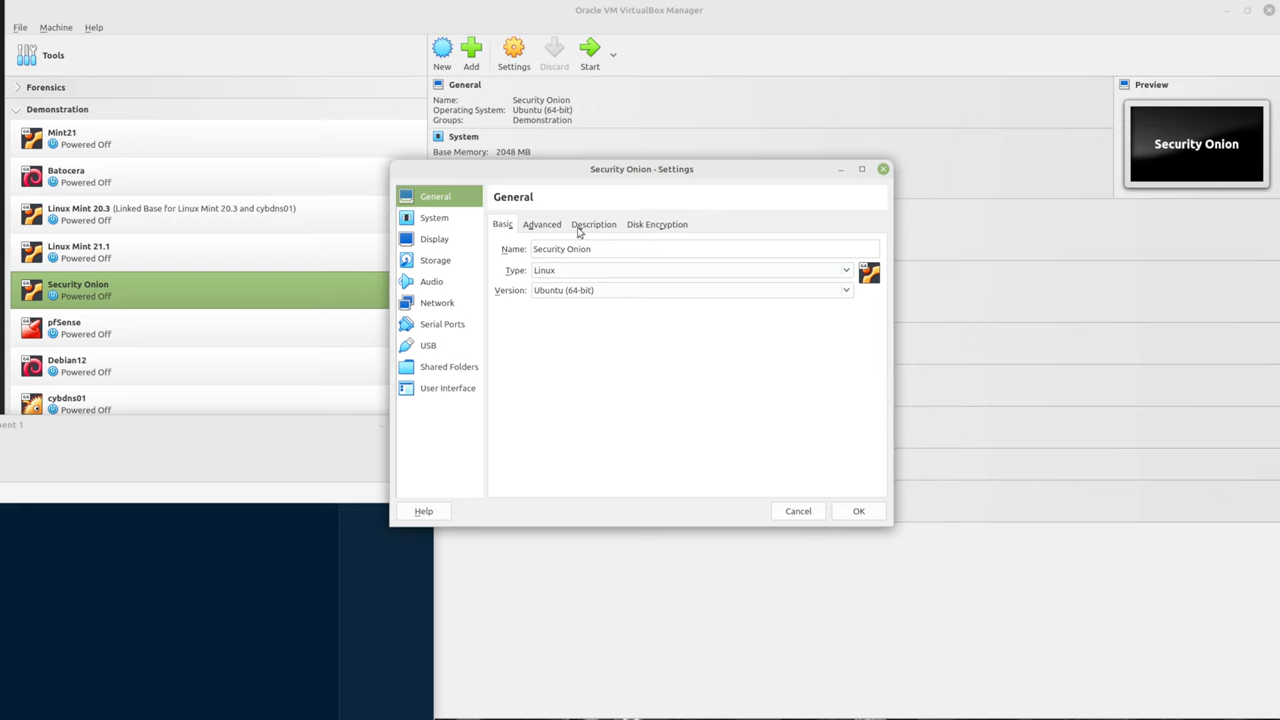 Oracle VM VirtualBox Manager
File Machine Help
Tools
New Add Settings Discard Start
Forensics
Demonstration
Mint21
Powered Off
Batocera
Powered Off
Linux Mint 20.3 (Linked Base for Linux Mint 20.3 and cybdns01)
Powered Off
Linux Mint 21.1
Powered Off
Security Onion
Powered Off
pfSense
Powered Off
Debian12
Powered Off
cybdns01
Powered Off
ent 1
General
Name: Security Onion
Operating System: Ubuntu (64-bit)
Groups: Demonstration
System
Base Memory: 2048 MB
Preview
Security Onion
Security Onion - Settings
General
System
Display
Storage
Audio
Network
Serial Ports
USB
Shared Folders
User Interface
General
Basic Advanced Description Disk Encryption
Name: Security Onion
Type: Linux
Version: Ubuntu (64-bit)
Help Cancel OK